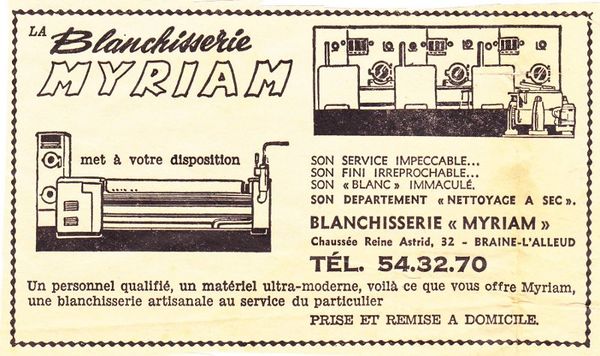 LA Blanchisserie
MYRIAM
met à votre disposition
SON SERVICE IMPECCABLE...
SON FINI IRREPROCHABLE...
SON « BLANC » IMMACULÉ.
SON DEPARTEMENT « NETTOYAGE A SEC ».
BLANCHISSERIE « MYRIAM »
Chaussée Reine Astrid, 32 - BRAINE-L'ALLEUD
TÉL. 54.32.70
Un personnel qualifié, un matériel ultra-moderne, voilà ce que vous offre Myriam,
une blanchisserie artisanale au service du particulier
PRISE ET REMISE A DOMICILE.